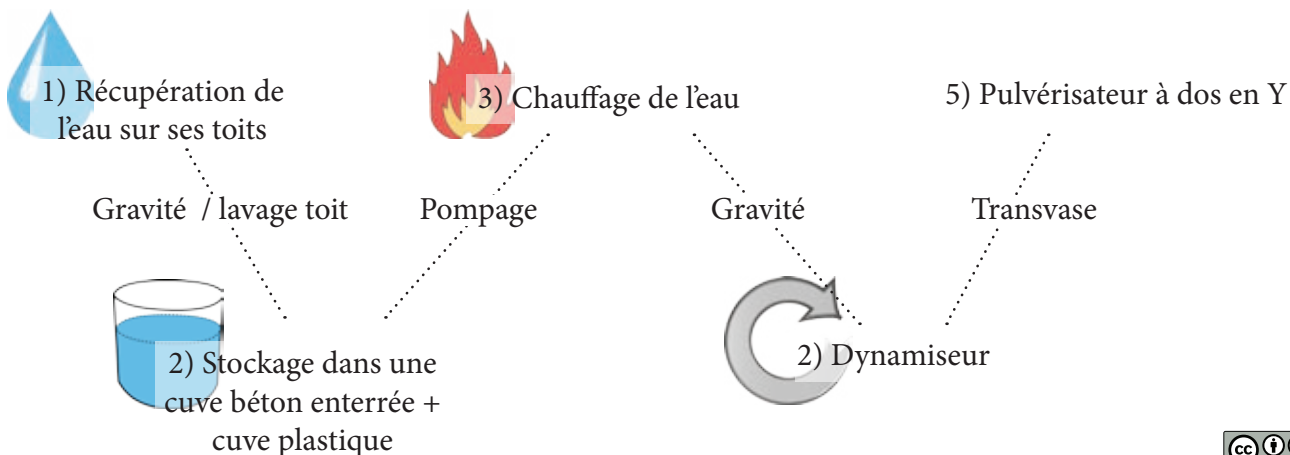 1) Récupération de
l’eau sur ses toits
Gravité / lavage toit
2) Stockage dans une
cuve béton enterrée +
cuve plastique
Pompage
3) Chauffage de l’eau
Gravité
2) Dynamiseur
Transvase
5) Pulvérisateur à dos en Y
cc